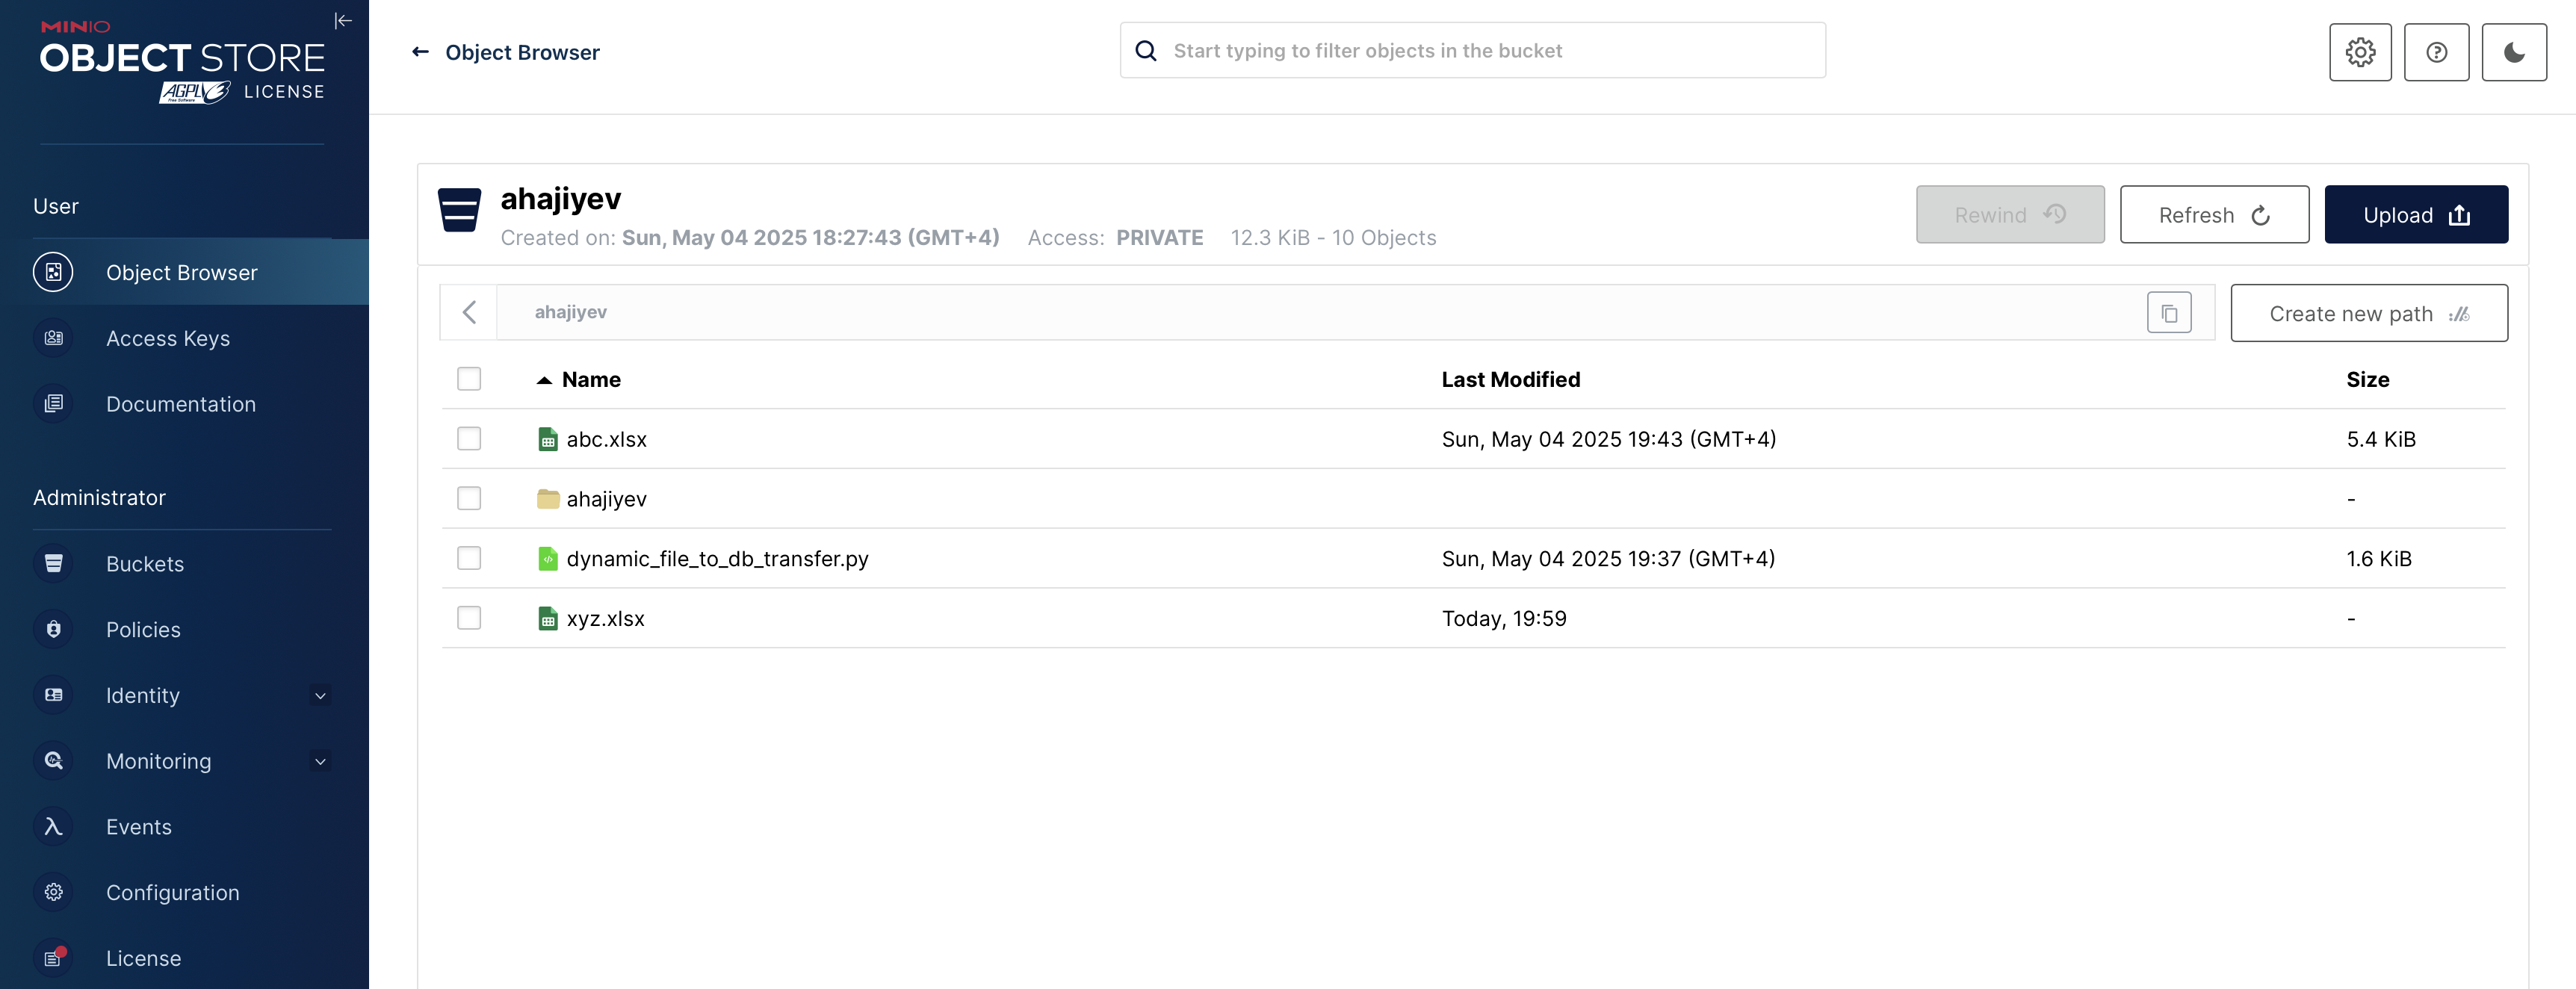 MINIO
OBJECT STORE
AGPL v3 LICENSE
Free Software
Object Browser
Start typing to filter objects in the bucket
User
Object Browser
Access Keys
Documentation
Administrator
Buckets
Policies
Identity
Monitoring
Events
Configuration
License
ahajiyev
Created on: Sun, May 04 2025 18:27:43 (GMT+4) Access: PRIVATE 12.3 KiB - 10 Objects
Rewind
Refresh
Upload
ahajiyev
Create new path
Name Last Modified Size
abc.xlsx Sun, May 04 2025 19:43 (GMT+4) 5.4 KiB
ahajiyev -
dynamic_file_to_db_transfer.py Sun, May 04 2025 19:37 (GMT+4) 1.6 KiB
xyz.xlsx Today, 19:59 -